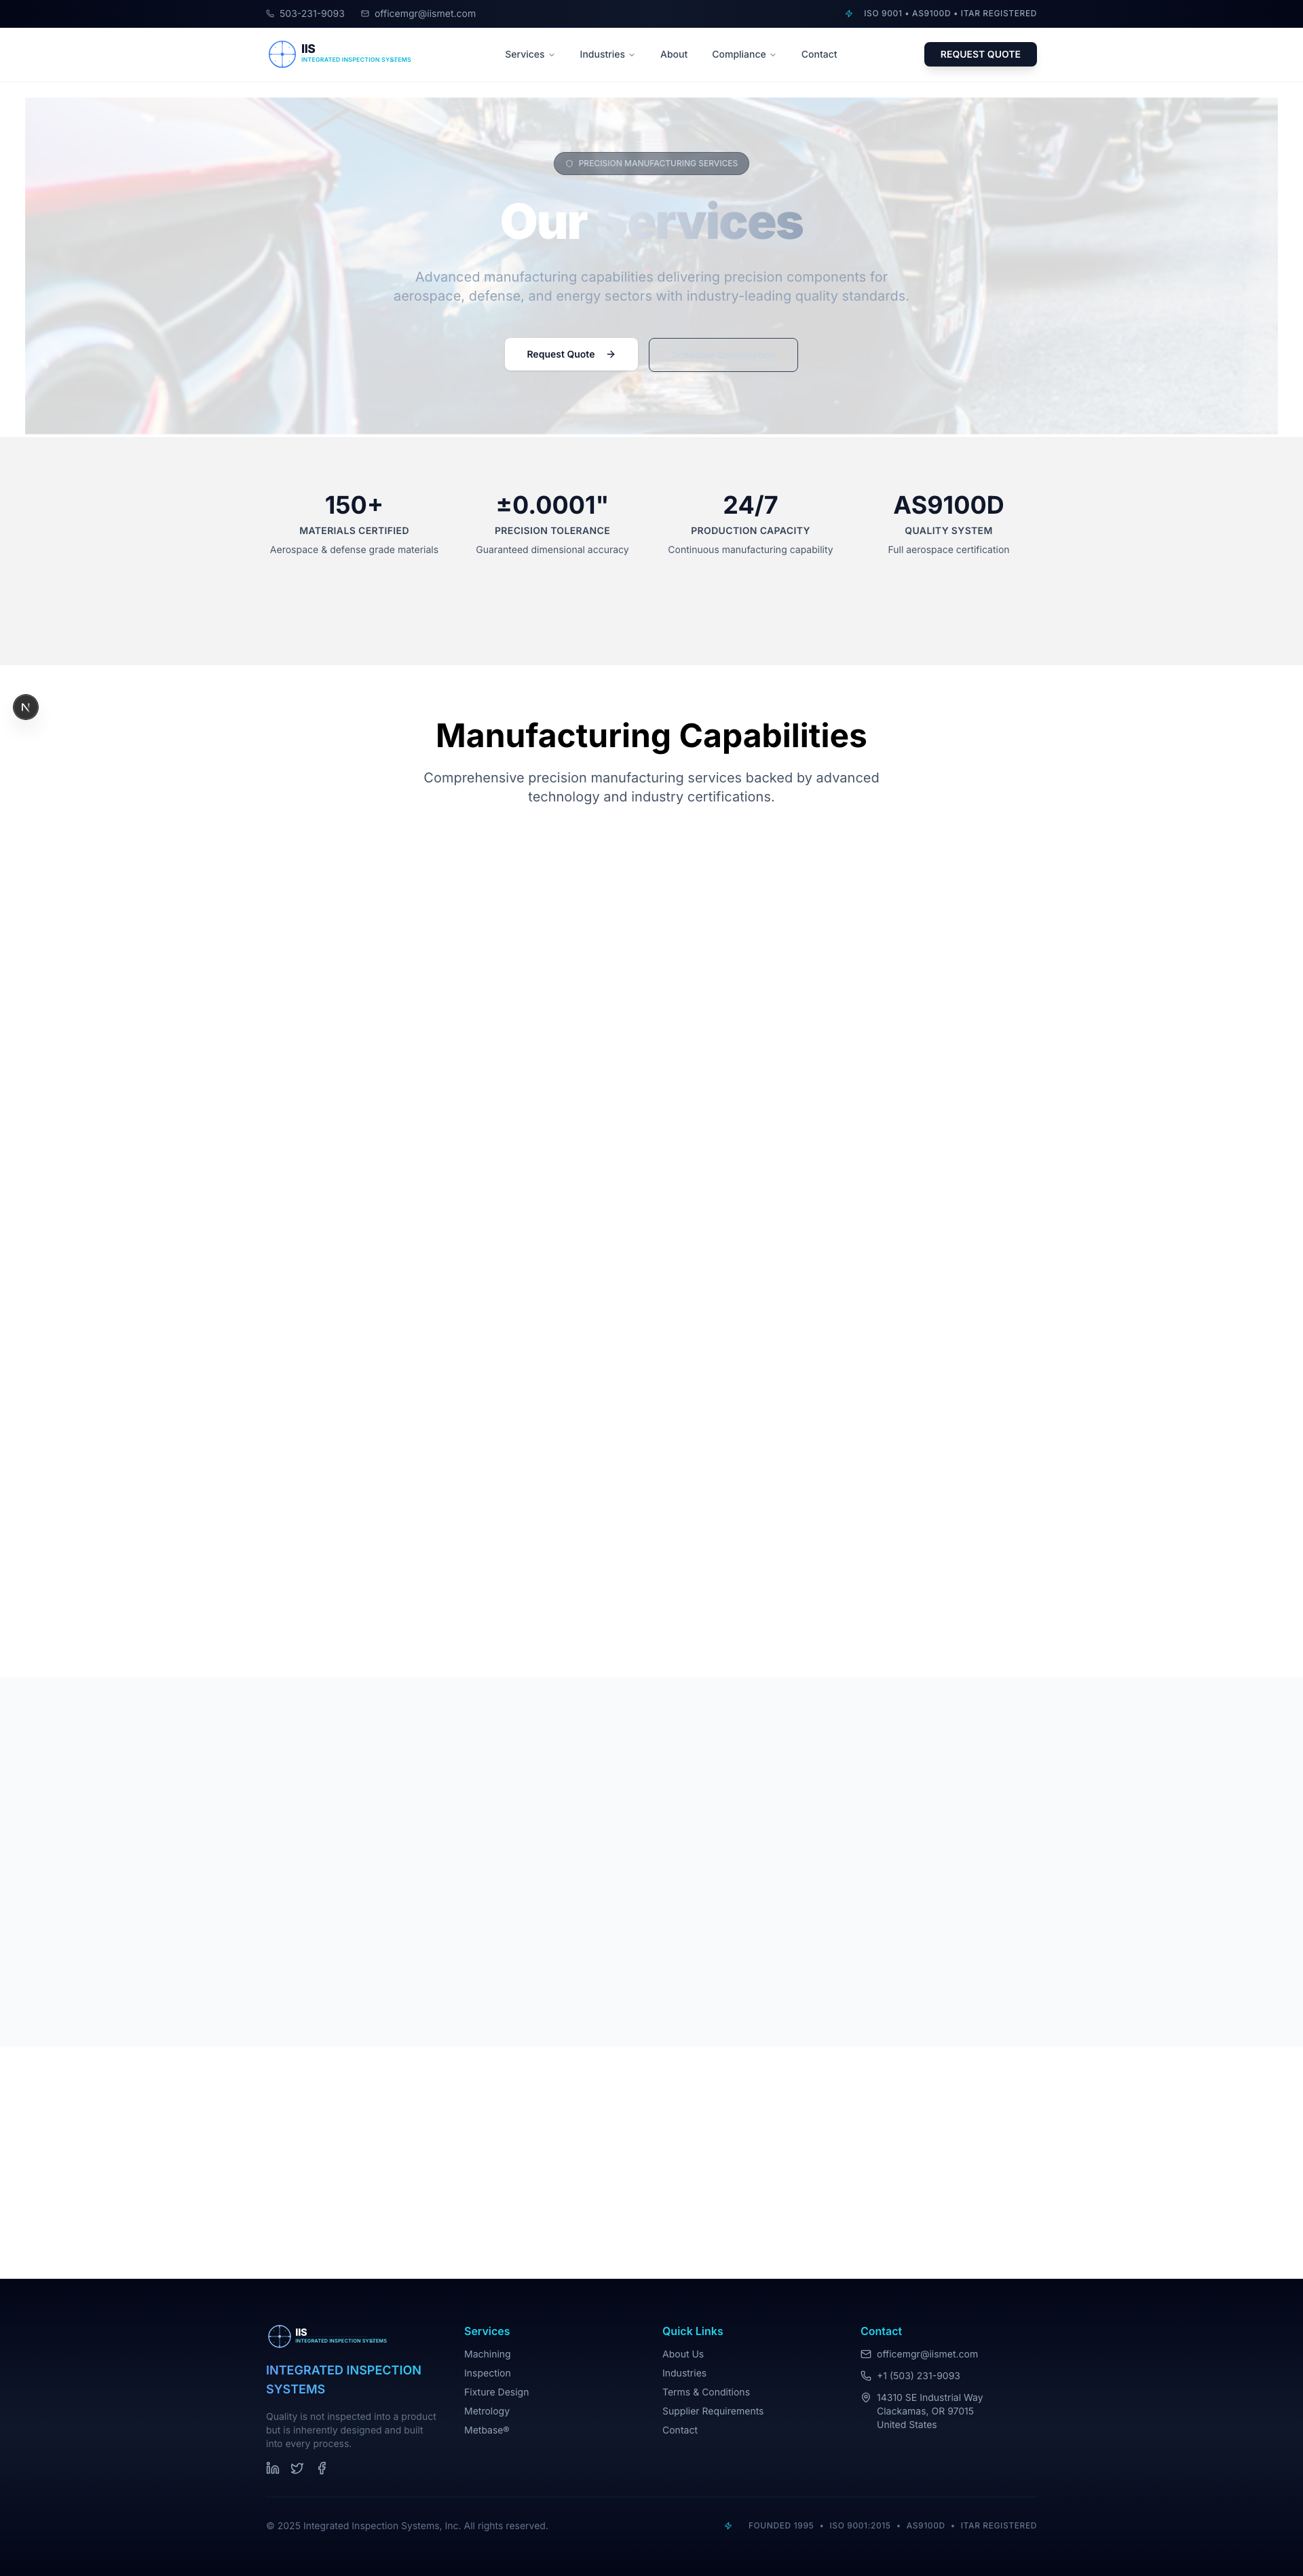 503-231-9093 officemgr@iismet.com ISO 9001 • AS9100D • ITAR REGISTERED
IIS
INTEGRATED INSPECTION SYSTEMS
Services Industries About Compliance Contact REQUEST QUOTE
PRECISION MANUFACTURING SERVICES
Our Services
Advanced manufacturing capabilities delivering precision components for
aerospace, defense, and energy sectors with industry-leading quality standards.
Request Quote
150+ ±0.0001" 24/7 AS9100D
MATERIALS CERTIFIED PRECISION TOLERANCE PRODUCTION CAPACITY QUALITY SYSTEM
Aerospace & defense grade materials Guaranteed dimensional accuracy Continuous manufacturing capability Full aerospace certification
N
Manufacturing Capabilities
Comprehensive precision manufacturing services backed by advanced
technology and industry certifications.
IIS
INTEGRATED INSPECTION SYSTEMS
INTEGRATED INSPECTION
SYSTEMS
Quality is not inspected into a product
but is inherently designed and built
into every process.
Services
Machining
Inspection
Fixture Design
Metrology
Metbase®
Quick Links
About Us
Industries
Terms & Conditions
Supplier Requirements
Contact
Contact
officemgr@iismet.com
+1 (503) 231-9093
14310 SE Industrial Way
Clackamas, OR 97015
United States
© 2025 Integrated Inspection Systems, Inc. All rights reserved. FOUNDED 1995 • ISO 9001:2015 • AS9100D • ITAR REGISTERED